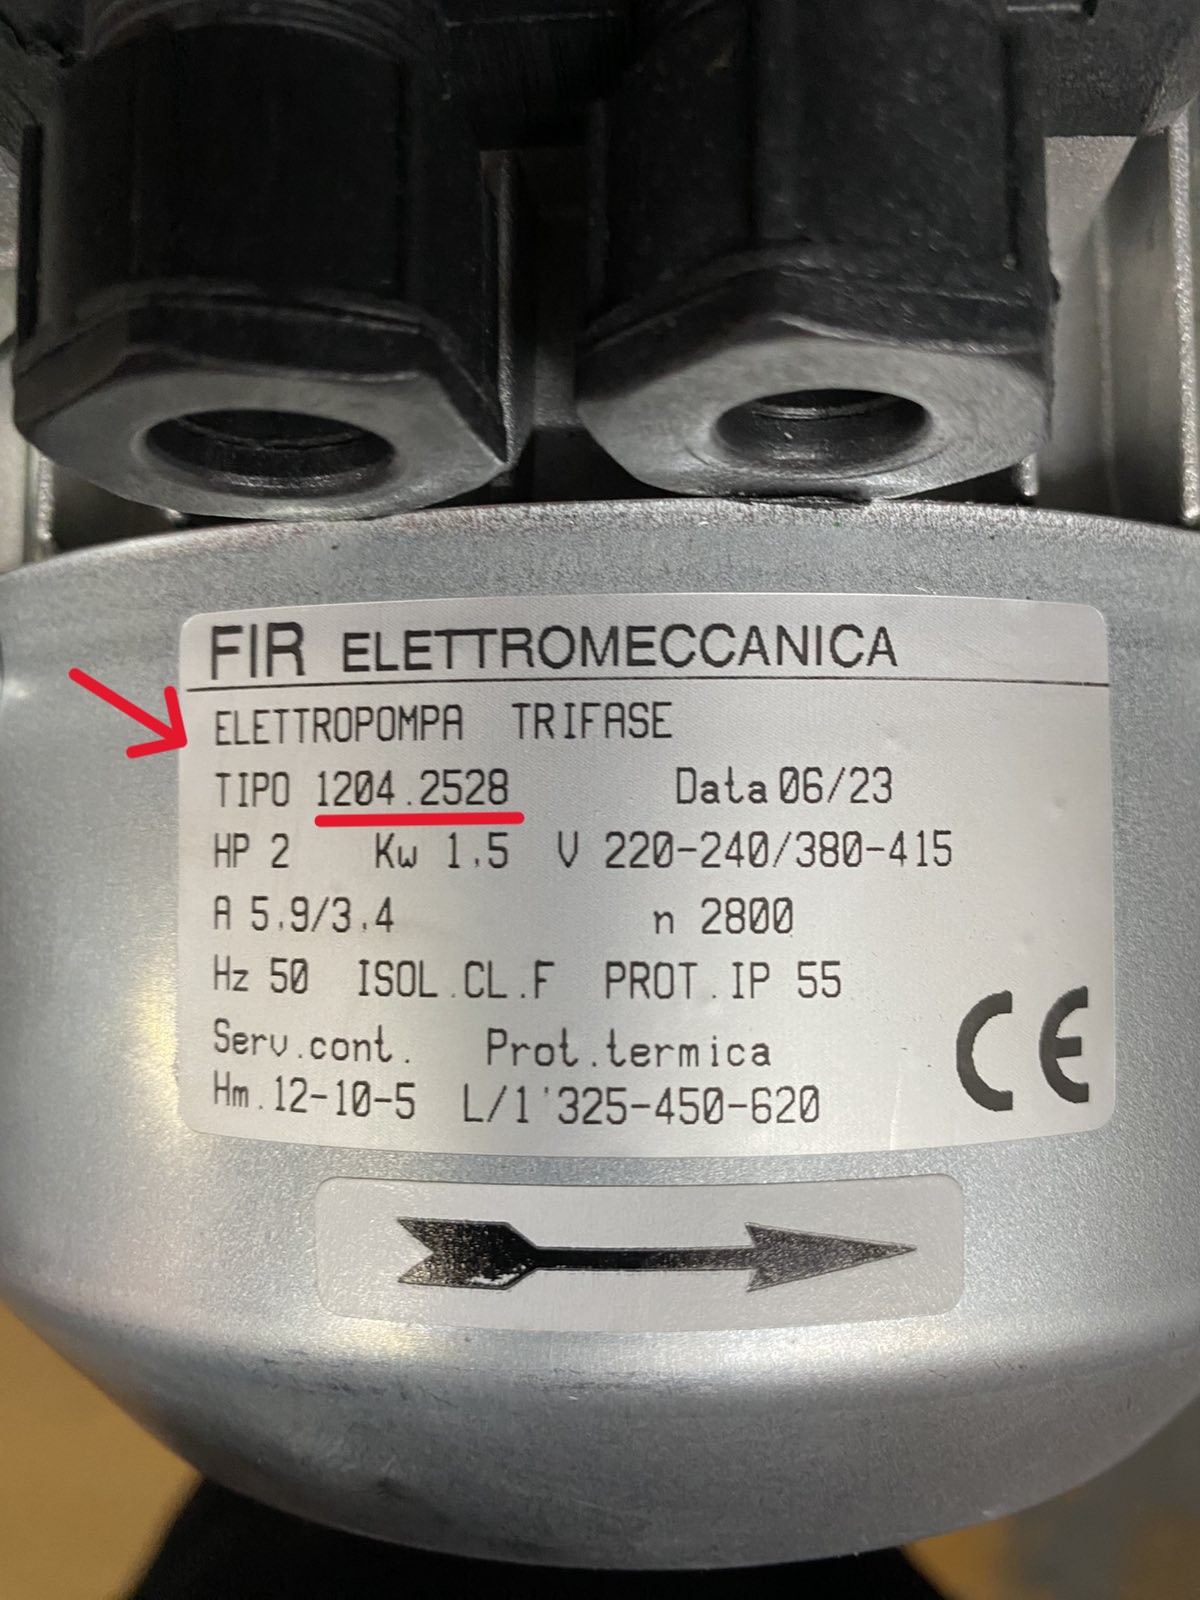 FIR ELETTROMECCANICA
ELETTROPOMPA TRIFASE
TIPO 1204.2528 Data 06/23
HP 2 Kw 1.5 V 220-240/380-415
A 5.9/3.4 n 2800
Hz 50 ISOL.CL.F PROT.IP 55
Serv.cont. Prot.termica
Hm.12-10-5 L/1'325-450-620
CE